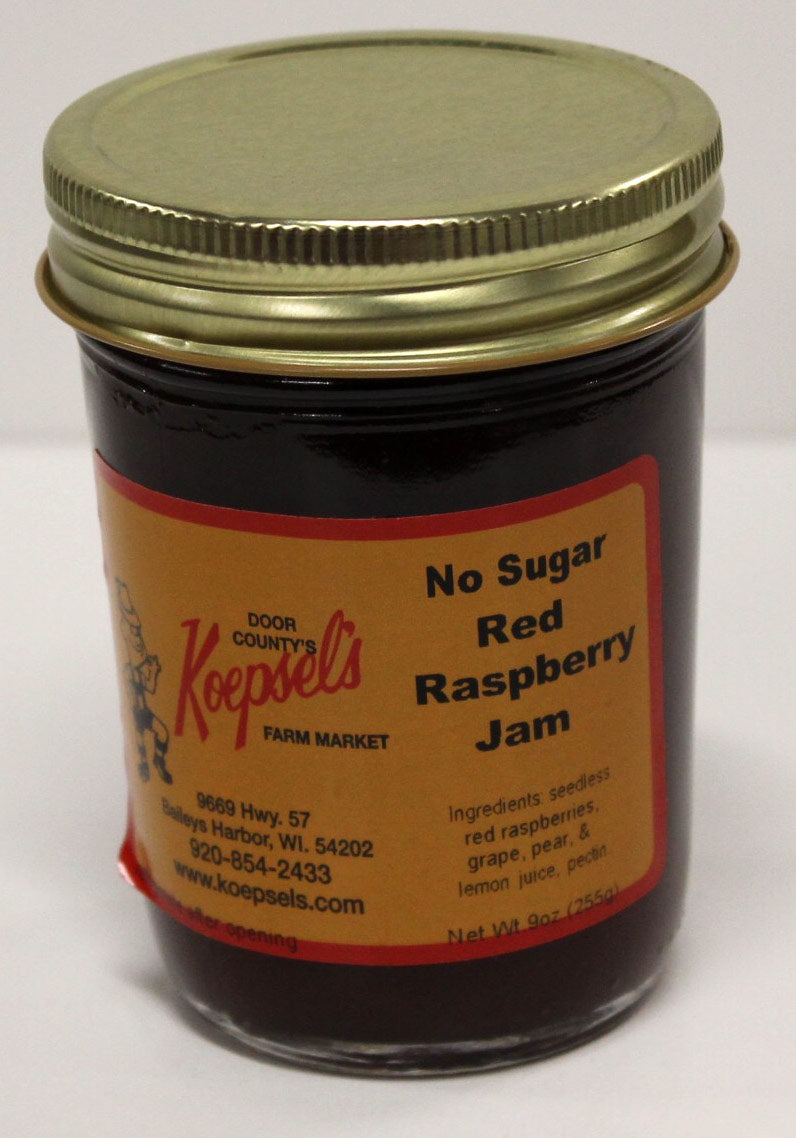 DOOR
COUNTY'S
Koepsel's
FARM MARKET
9669 Hwy. 57
Baileys Harbor, WI. 54202
920-854-2433
www.koepsels.com
after opening
No Sugar
Red
Raspberry
Jam
Ingredients: seedless
red raspberries,
grape, pear, &
lemon juice, pectin.
Net Wt 9oz (255g)